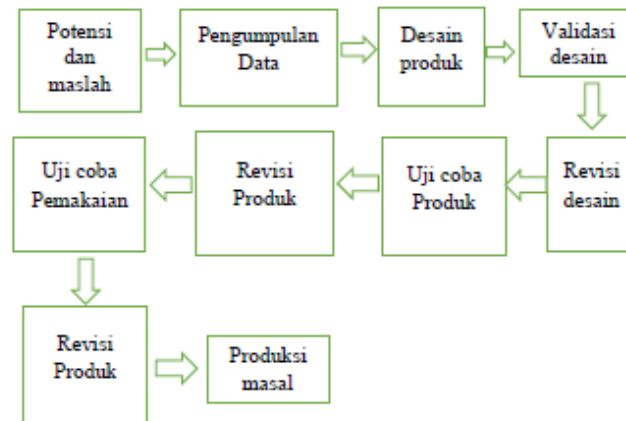 Potensi
dan
maslah
Pengumpulan
Data
Desain
produk
Validasi
desain
Revisi
desain
Uji coba
Produk
Revisi
Produk
Uji coba
Pemakaian
Revisi
Produk
Produksi
masal